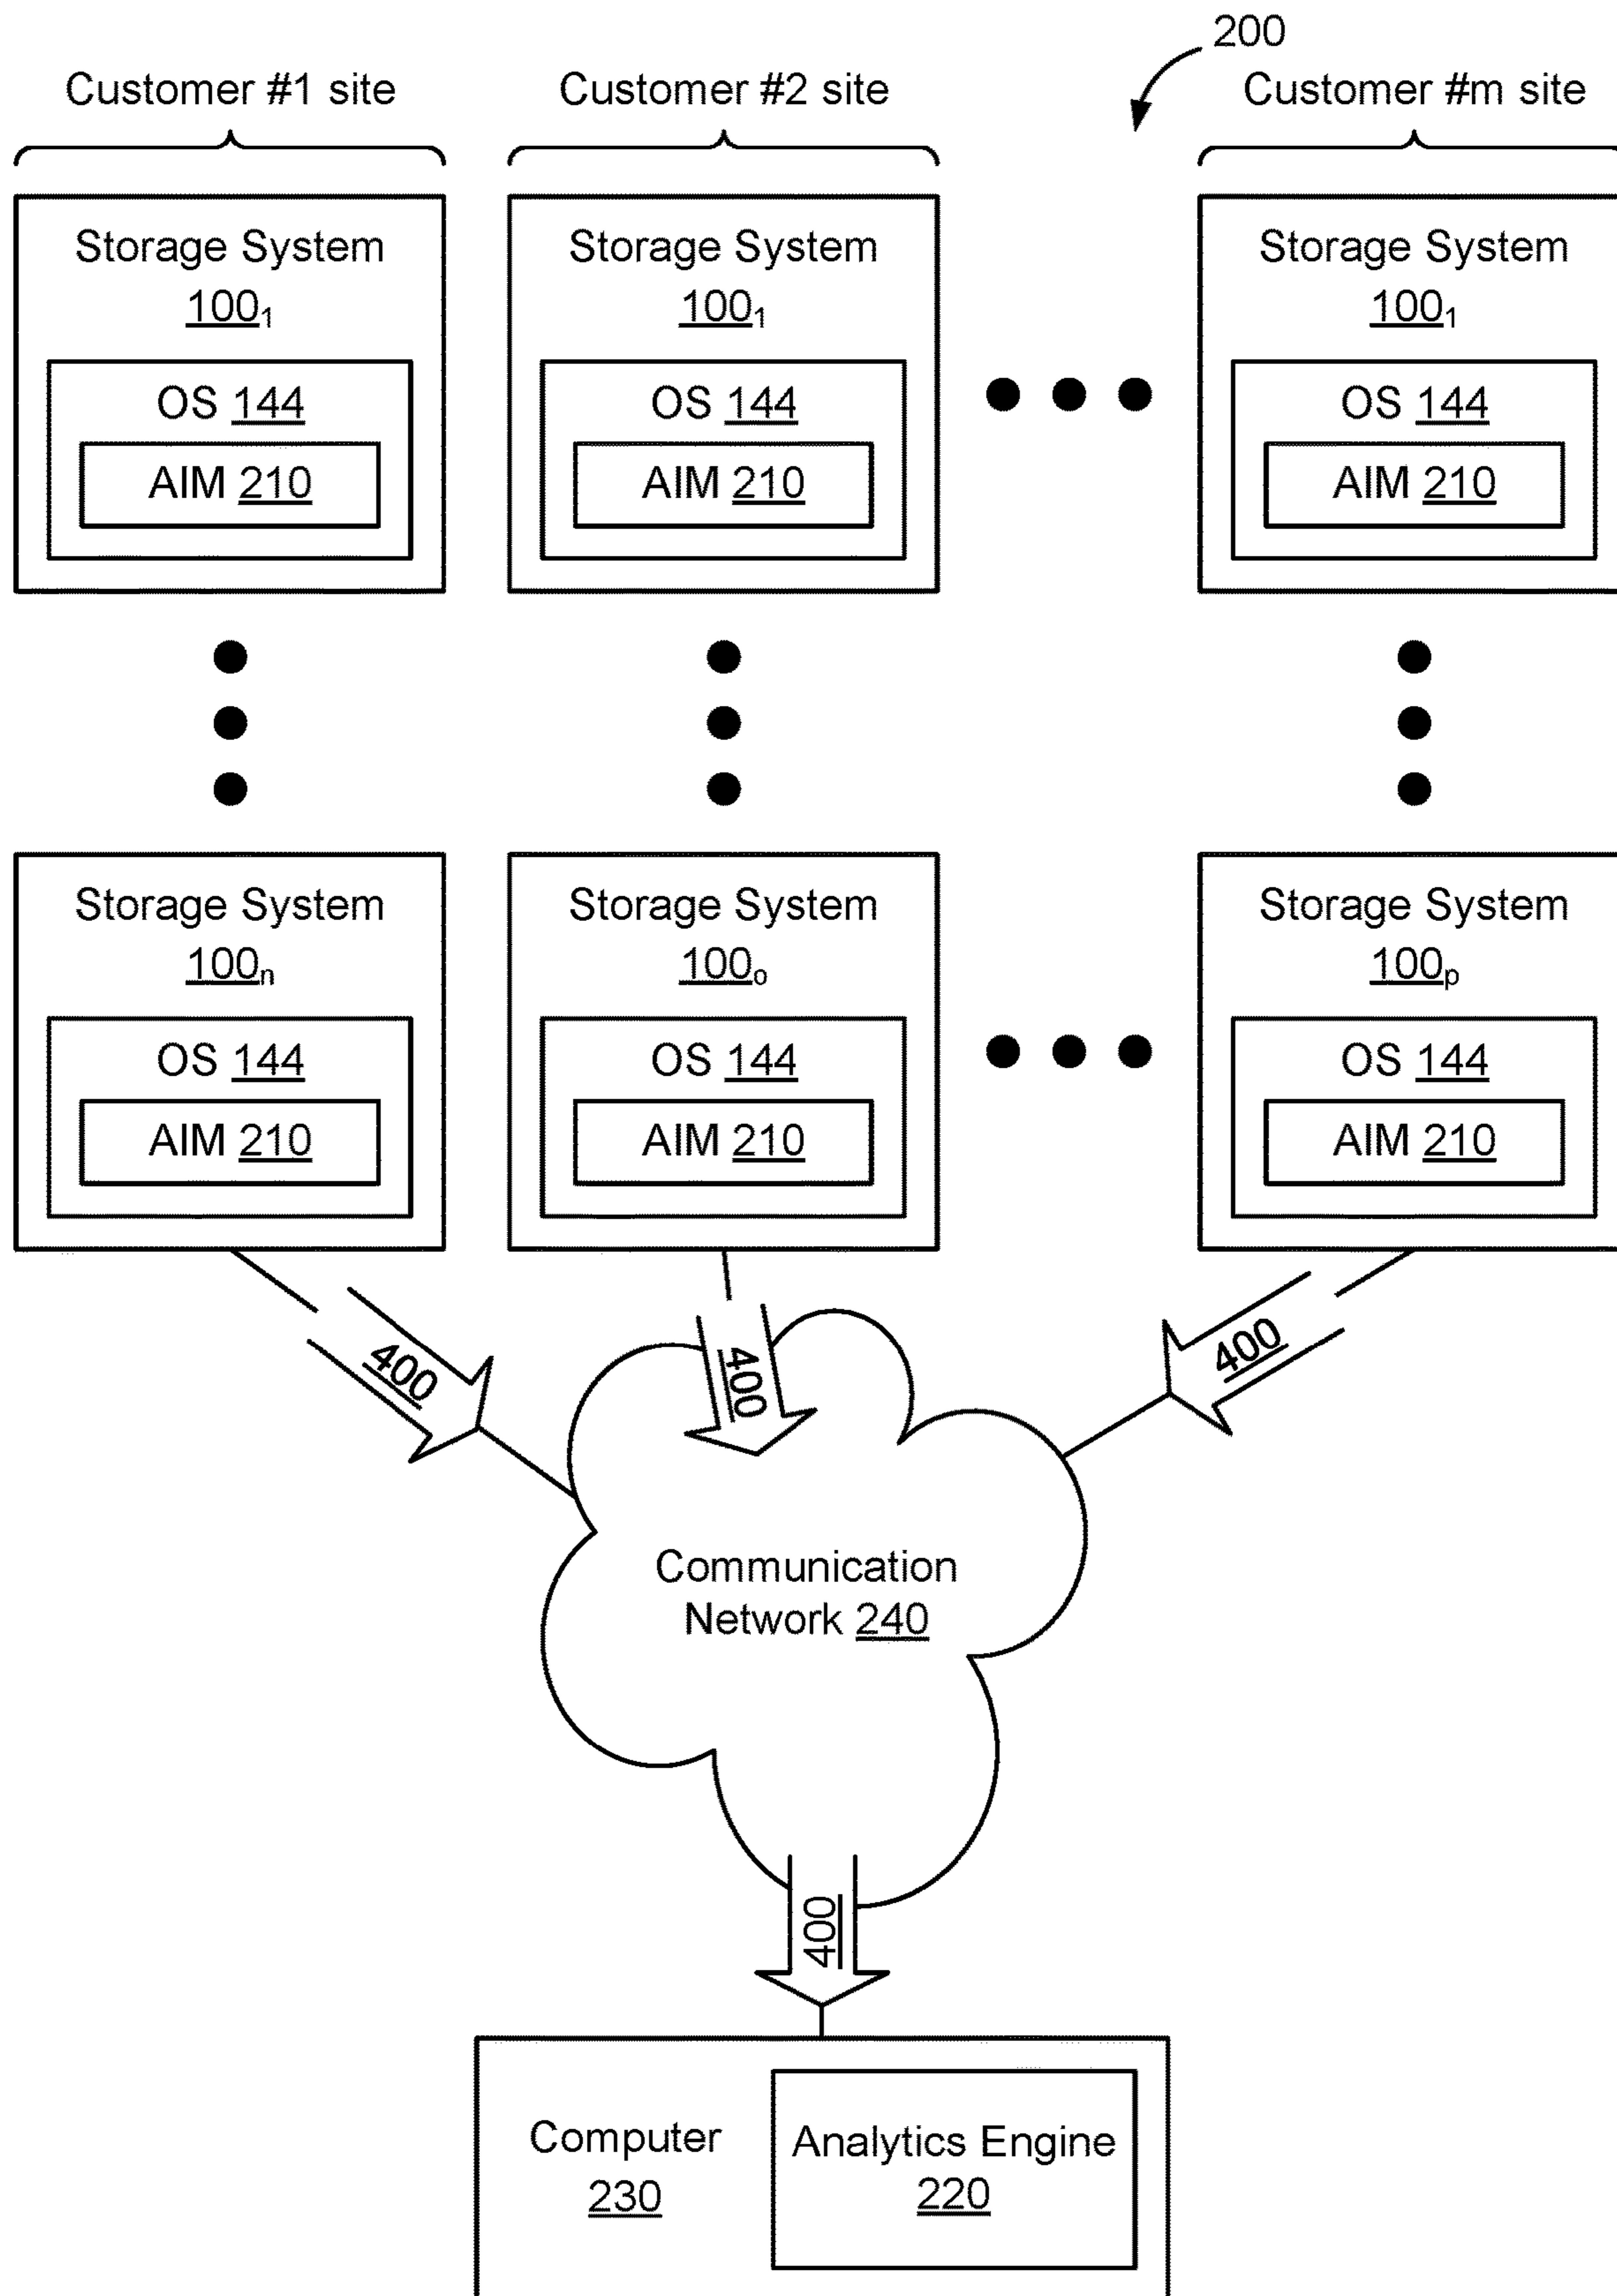 200
Customer #1 site
Customer #2 site
Customer #m site
Storage System
100₁
OS 144
AIM 210
Storage System
100₁
OS 144
AIM 210
Storage System
100₁
OS 144
AIM 210
Storage System
100ₙ
OS 144
AIM 210
Storage System
100ₒ
OS 144
AIM 210
Storage System
100ₚ
OS 144
AIM 210
400
400
400
Communication
Network 240
400
Computer
230
Analytics Engine
220